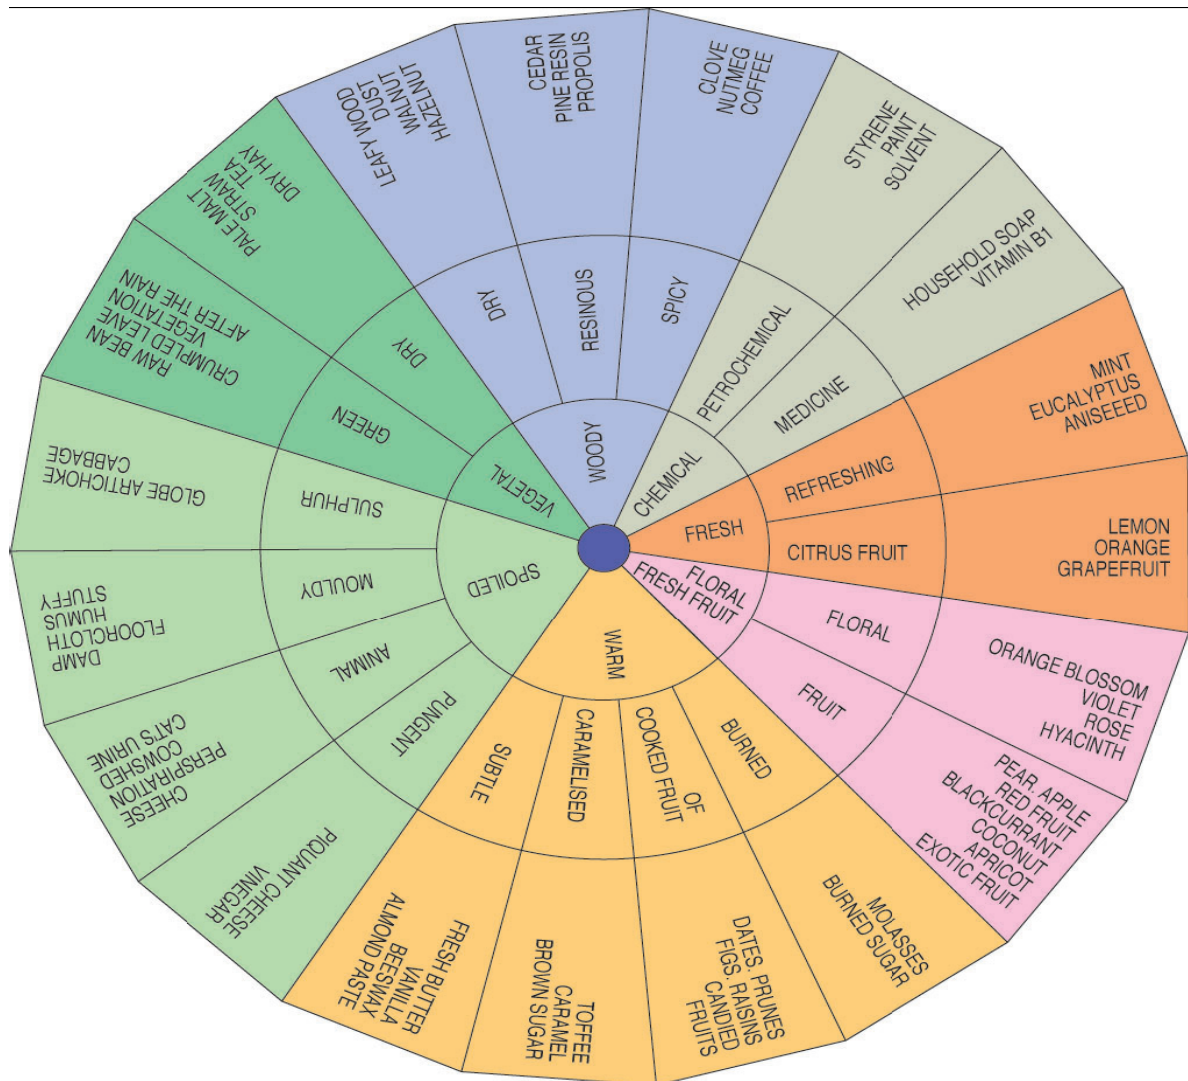 WOODY
DRY
LEAFY WOOD
DUST
WALNUT
HAZELNUT
RESINOUS
CEDAR
PINE RESIN
PROPOLIS
SPICY
CLOVE
NUTMEG
COFFEE
CHEMICAL
PETROCHEMICAL
STYRENE
PAINT
SOLVENT
MEDICINE
HOUSEHOLD SOAP
VITAMIN B1
FRESH
REFRESHING
MINT
EUCALYPTUS
ANISEEED
CITRUS FRUIT
LEMON
ORANGE
GRAPEFRUIT
FLORAL
FRESH FRUIT
FLORAL
ORANGE BLOSSOM
VIOLET
ROSE
HYACINTH
FRUIT
PEAR. APPLE
RED FRUIT
BLACKCURRANT
COCONUT
APRICOT
EXOTIC FRUIT
WARM
BURNED
MOLASSES
BURNED SUGAR
OF
COOKED FRUIT
DATES. PRUNES
FIGS. RAISINS
CANDIED
FRUITS
CARAMELISED
TOFFEE
CARAMEL
BROWN SUGAR
SUBTLE
FRESH BUTTER
VANILLA
BEESWAX
ALMOND PASTE
SPOILED
PUNGENT
PIQUANT CHEESE
VINEGAR
ANIMAL
CHEESE
PERSPIRATION
COWSHED
CAT'S URINE
MOULDY
DAMP
FLOORCLOTH
HUMUS
STUFFY
SULPHUR
GLOBE ARTICHOKE
CABBAGE
VEGETAL
GREEN
RAW BEAN
CRUMPLED LEAVE
VEGETATION
AFTER THE RAIN
DRY
PALE MALT
STRAW
TEA
DRY HAY